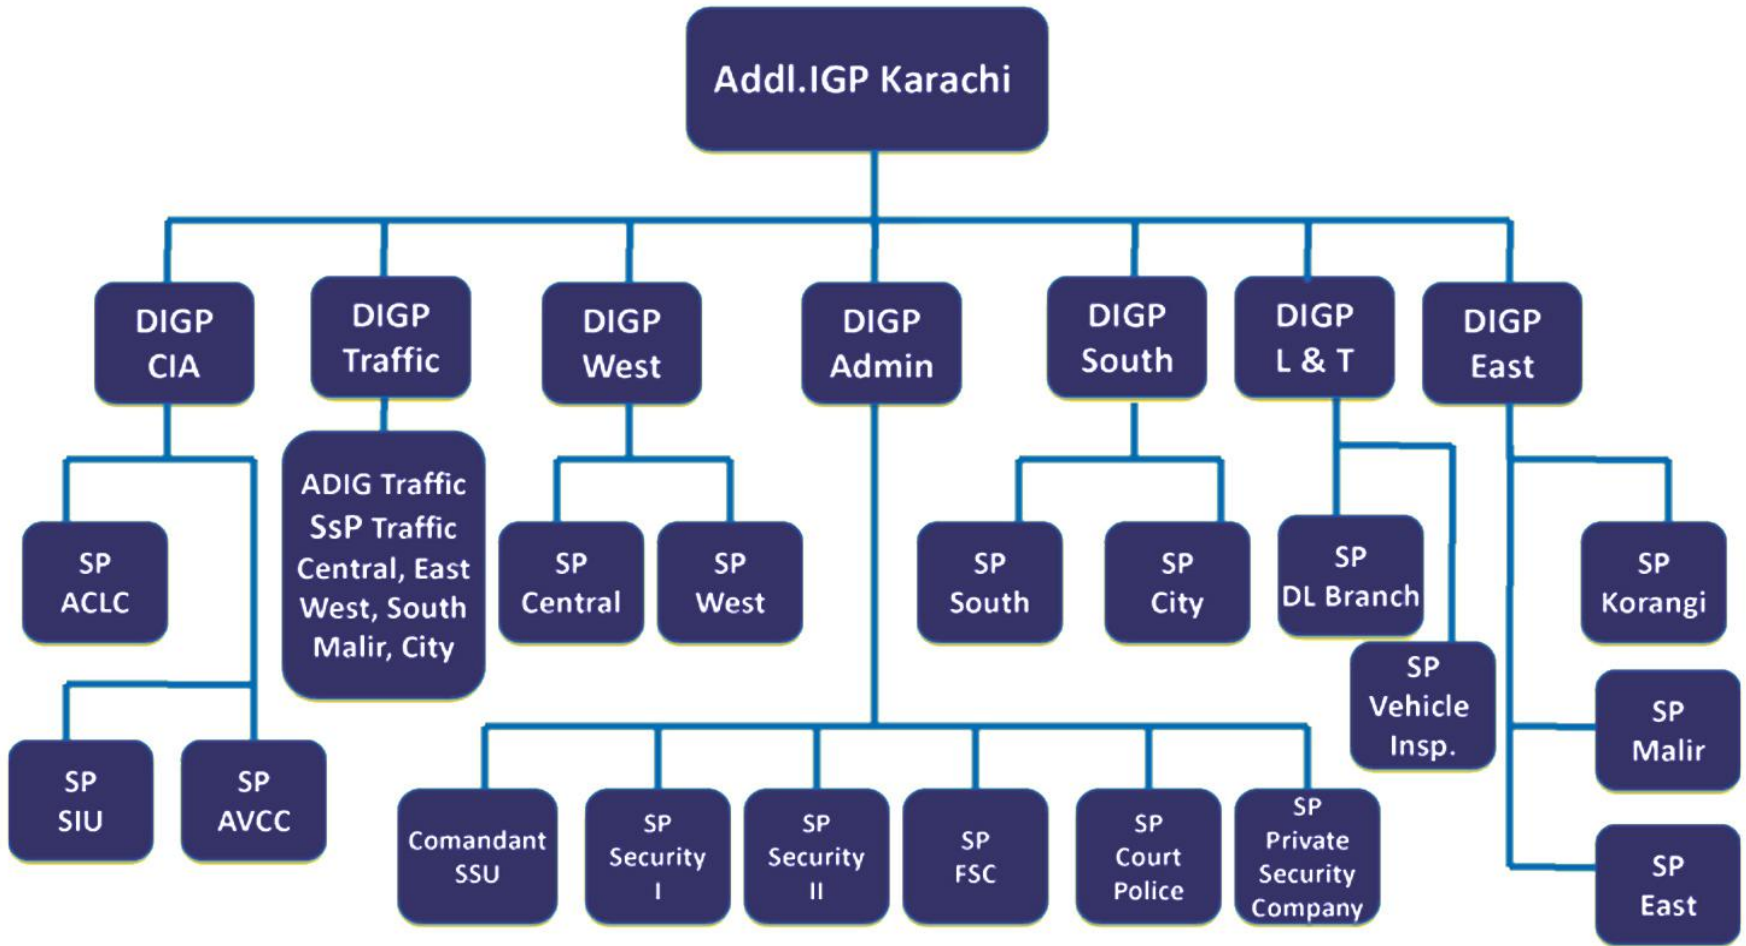 Addl.IGP Karachi
DIGP
CIA
DIGP
Traffic
DIGP
West
DIGP
Admin
DIGP
South
DIGP
L & T
DIGP
East
ADIG Traffic
SsP Traffic
Central, East
West, South
Malir, City
SP
ACLC
SP
Central
SP
West
SP
South
SP
City
SP
DL Branch
SP
Korangi
SP
Vehicle
Insp.
SP
Malir
SP
SIU
SP
AVCC
Comandant
SSU
SP
Security
I
SP
Security
II
SP
FSC
SP
Court
Police
SP
Private
Security
Company
SP
East